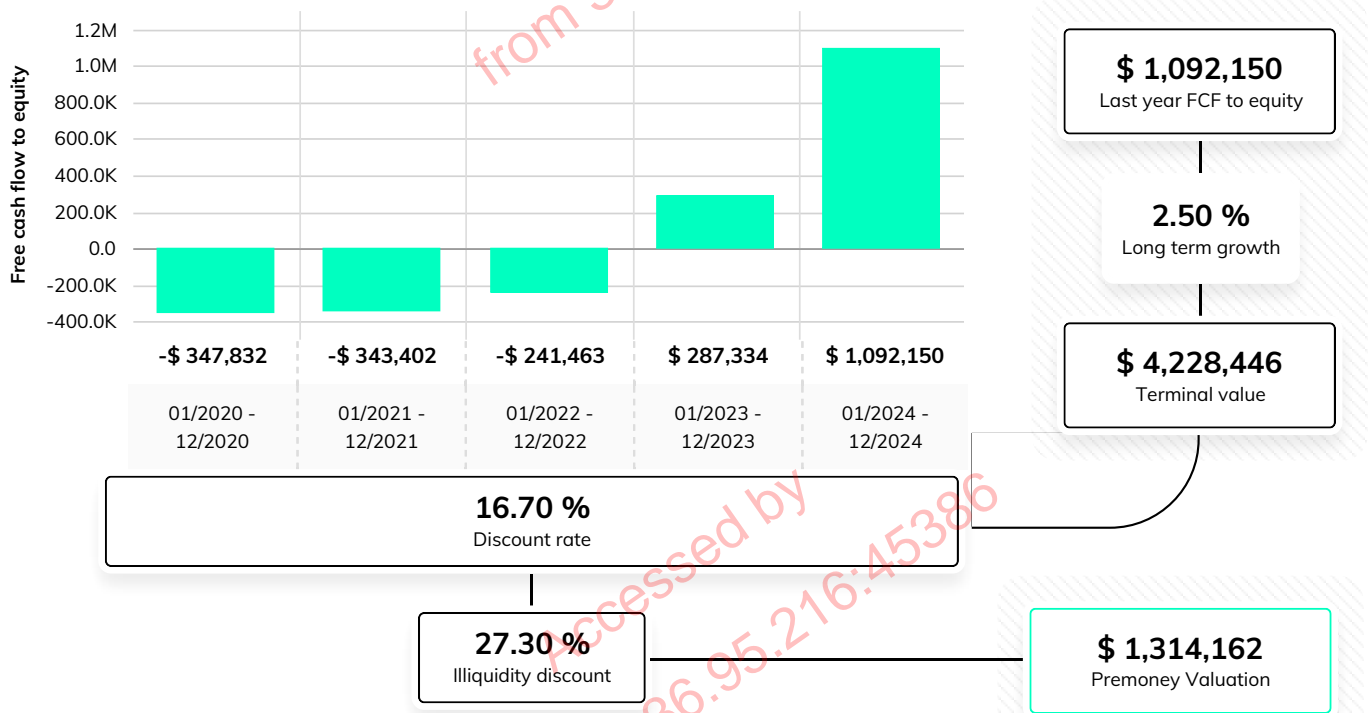 Free cash flow to equity
1.2M
1.0M
800.0K
600.0K
400.0K
200.0K
0.0
-200.0K
-400.0K
-$ 347,832
-$ 343,402
-$ 241,463
$ 287,334
$ 1,092,150
01/2020 -
12/2020
01/2021 -
12/2021
01/2022 -
12/2022
01/2023 -
12/2023
01/2024 -
12/2024
16.70 %
Discount rate
27.30 %
Illiquidity discount
$ 1,092,150
Last year FCF to equity
2.50 %
Long term growth
$ 4,228,446
Terminal value
$ 1,314,162
Premoney Valuation
from
Accessed by
36.95.216:45386